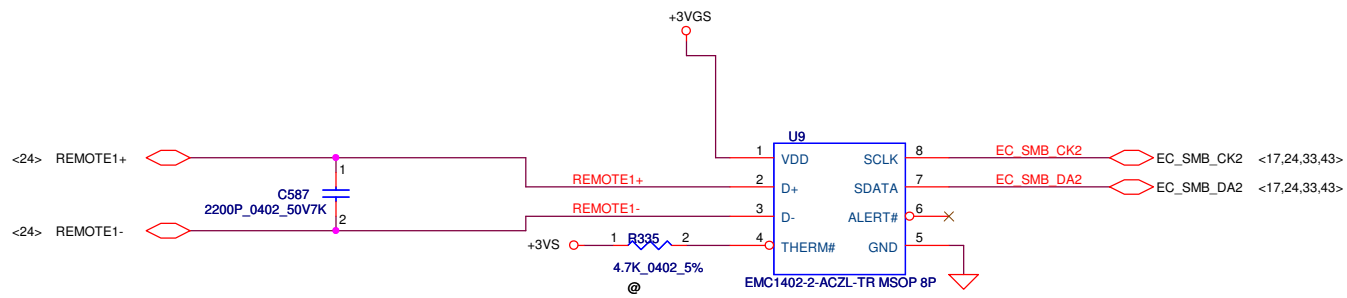 +3VGS
U9
<24> REMOTE1+
1
C587
2200P_0402_50V7K
2
<24> REMOTE1-
REMOTE1+
REMOTE1-
+3VS
1 R335 2
4.7K_0402_5%
@
1 VDD SCLK 8
2 D+ SDATA 7
3 D- ALERT# 6
4 THERM# GND 5
EMC1402-2-ACZL-TR MSOP 8P
EC_SMB_CK2
EC_SMB_CK2 <17,24,33,43>
EC_SMB_DA2
EC_SMB_DA2 <17,24,33,43>